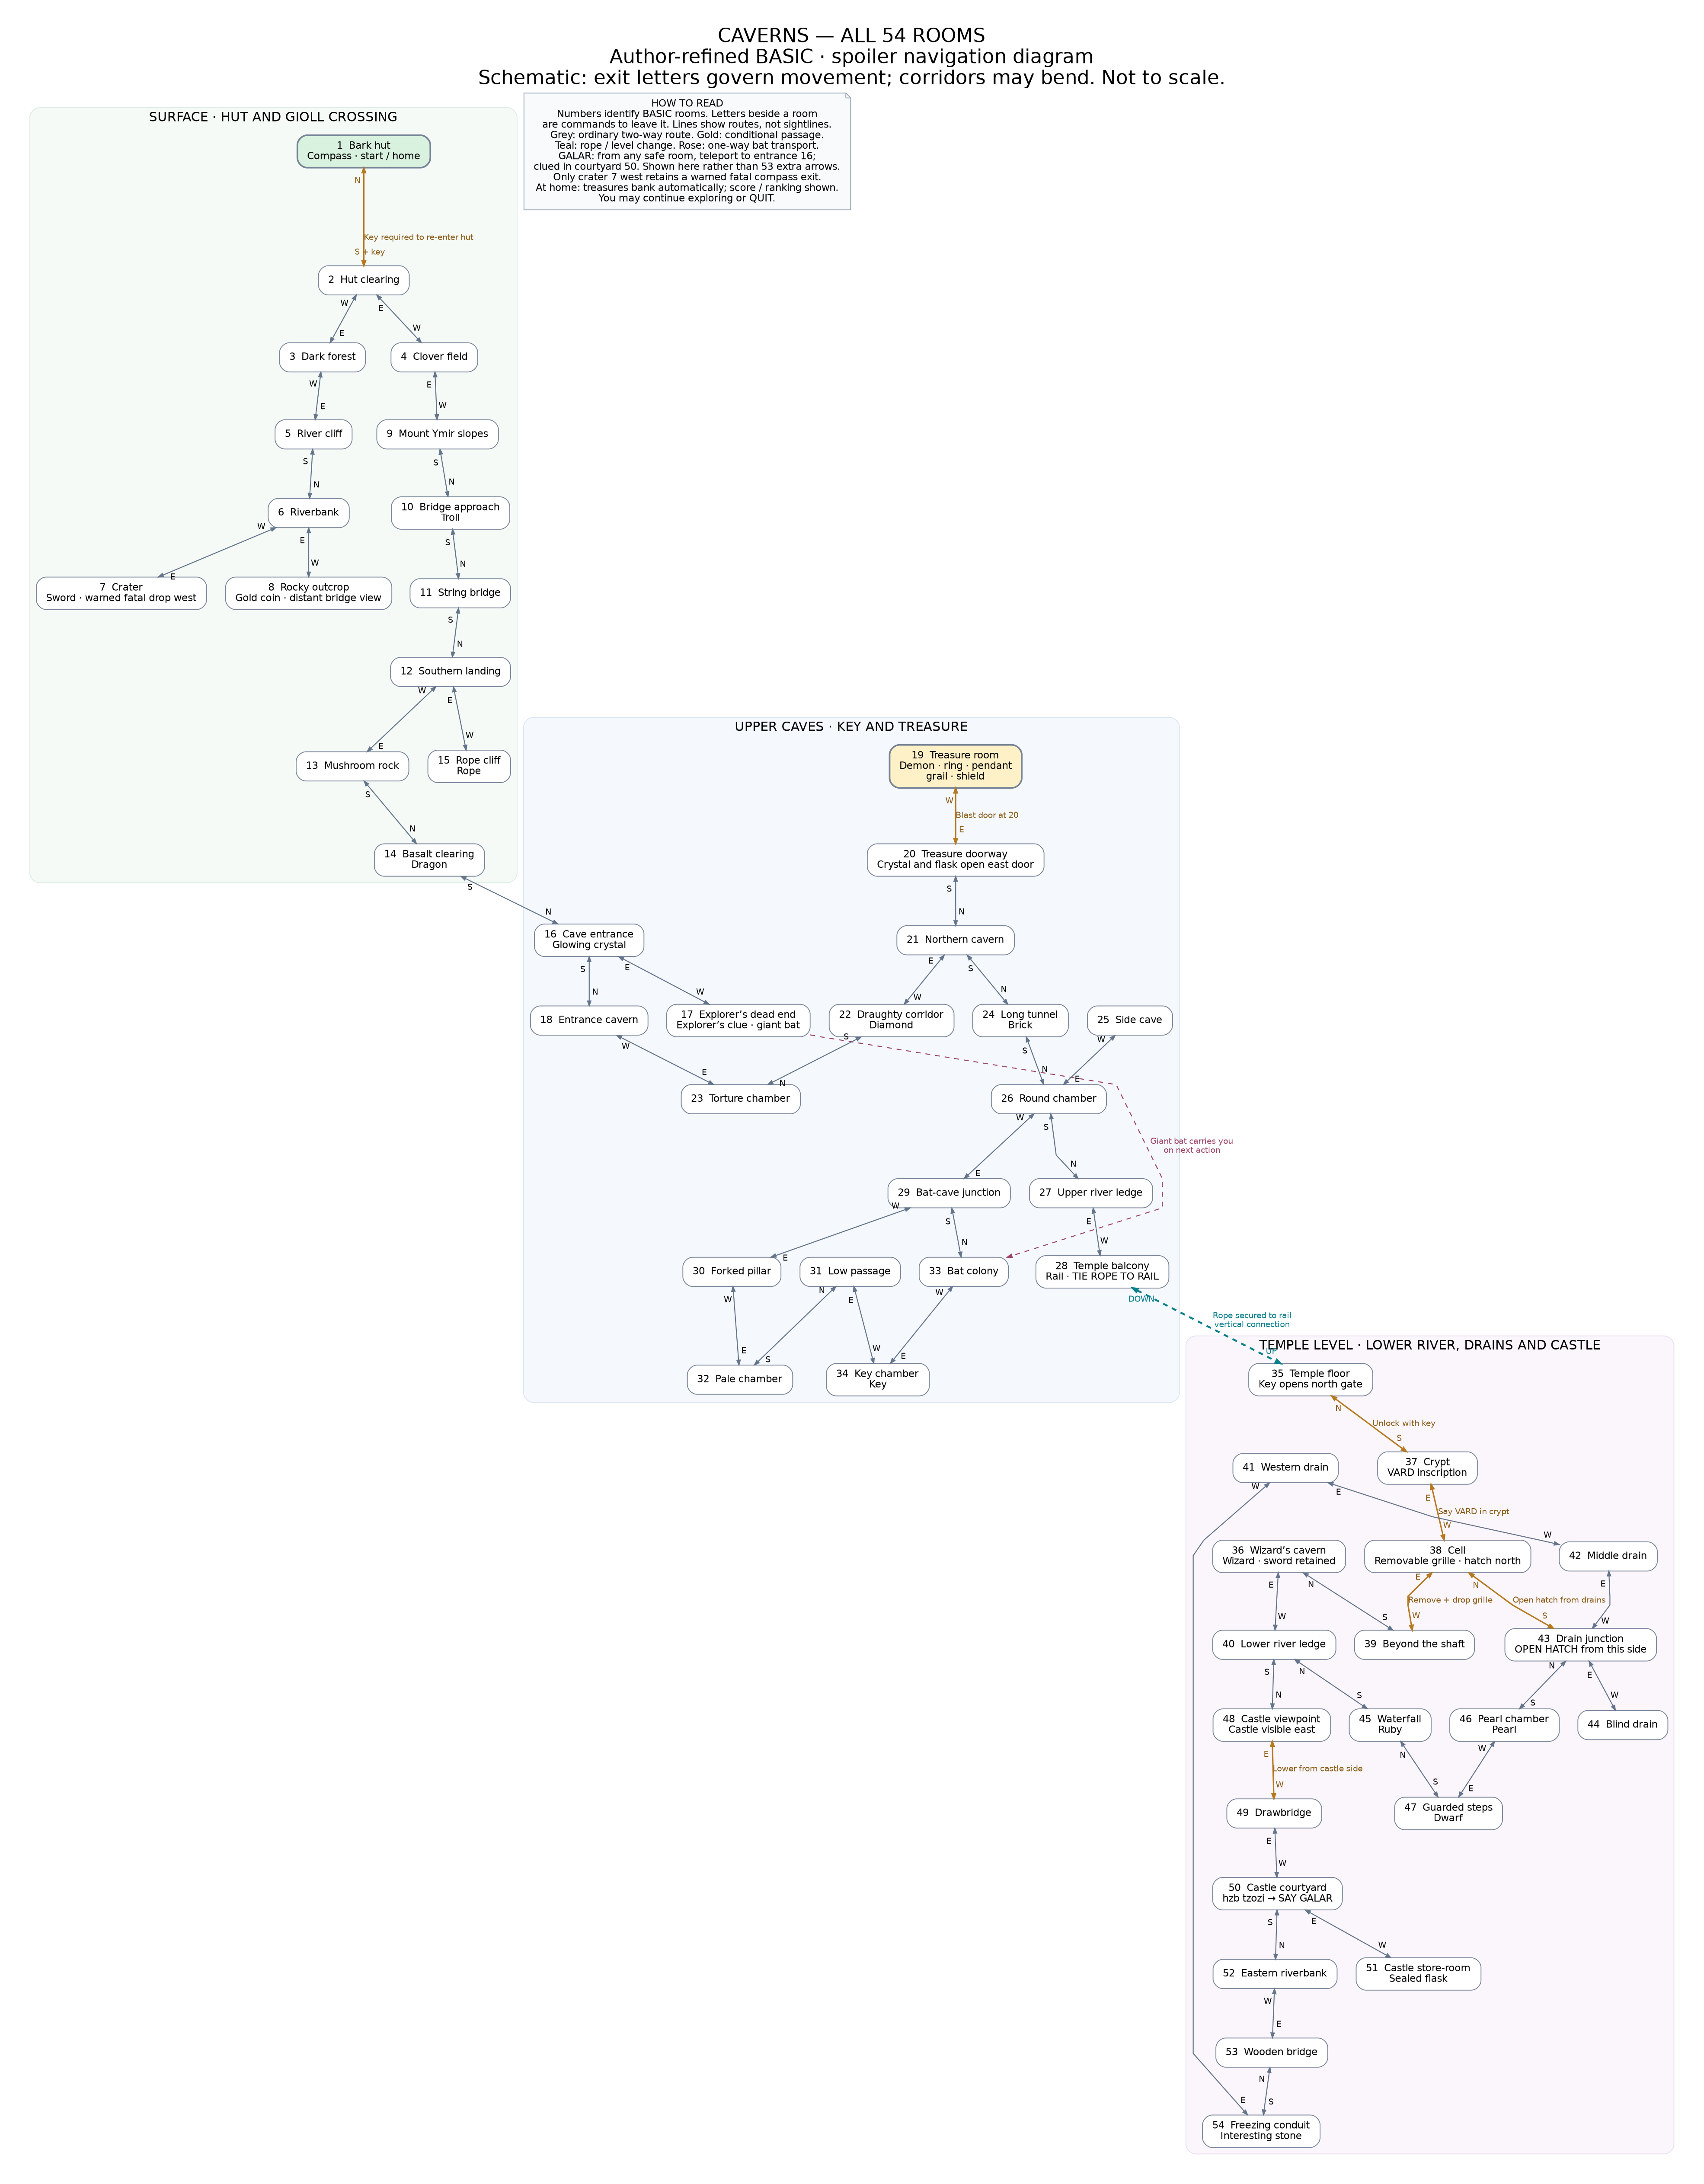 CAVERNS — ALL 54 ROOMS
Author-refined BASIC · spoiler navigation diagram
Schematic: exit letters govern movement; corridors may bend. Not to scale.
HOW TO READ
Numbers identify BASIC rooms. Letters beside a room
are commands to leave it. Lines show routes, not sightlines.
Grey: ordinary two-way route. Gold: conditional passage.
Teal: rope / level change. Rose: one-way bat transport.
GALAR: from any safe room, teleport to entrance 16;
clued in courtyard 50. Shown here rather than 53 extra arrows.
Only crater 7 west retains a warned fatal compass exit.
At home: treasures bank automatically; score / ranking shown.
You may continue exploring or QUIT.
SURFACE · HUT AND GIOLL CROSSING
1 Bark hut
Compass · start / home
N
Key required to re-enter hut
S + key
2 Hut clearing
W
E
E
W
3 Dark forest
4 Clover field
W
E
E
W
5 River cliff
9 Mount Ymir slopes
S
N
S
N
6 Riverbank
10 Bridge approach
Troll
W
E
E
W
S
N
7 Crater
Sword · warned fatal drop west
8 Rocky outcrop
Gold coin · distant bridge view
11 String bridge
S
N
12 Southern landing
W
E
E
W
13 Mushroom rock
15 Rope cliff
Rope
S
N
14 Basalt clearing
Dragon
S
N
UPPER CAVES · KEY AND TREASURE
19 Treasure room
Demon · ring · pendant
grail · shield
W
Blast door at 20
E
20 Treasure doorway
Crystal and flask open east door
S
N
16 Cave entrance
Glowing crystal
21 Northern cavern
S
N
E
W
E
W
S
N
18 Entrance cavern
17 Explorer’s dead end
Explorer’s clue · giant bat
22 Draughty corridor
Diamond
24 Long tunnel
Brick
25 Side cave
W
E
S
N
S
N
W
E
23 Torture chamber
26 Round chamber
Giant bat carries you
on next action
W
E
S
N
29 Bat-cave junction
27 Upper river ledge
W
E
S
N
E
W
30 Forked pillar
31 Low passage
33 Bat colony
28 Temple balcony
Rail · TIE ROPE TO RAIL
W
E
N
S
E
W
W
E
DOWN
Rope secured to rail
vertical connection
UP
32 Pale chamber
34 Key chamber
Key
TEMPLE LEVEL · LOWER RIVER, DRAINS AND CASTLE
35 Temple floor
Key opens north gate
N
Unlock with key
S
41 Western drain
37 Crypt
VARD inscription
W
E
E
Say VARD in crypt
W
W
36 Wizard’s cavern
Wizard · sword retained
38 Cell
Removable grille · hatch north
42 Middle drain
E
W
N
S
E
Remove + drop grille
W
N
Open hatch from drains
S
E
W
40 Lower river ledge
39 Beyond the shaft
43 Drain junction
OPEN HATCH from this side
S
N
N
S
N
S
E
W
48 Castle viewpoint
Castle visible east
45 Waterfall
Ruby
46 Pearl chamber
Pearl
44 Blind drain
E
Lower from castle side
W
N
S
W
E
49 Drawbridge
47 Guarded steps
Dwarf
E
W
50 Castle courtyard
hzb tzozi → SAY GALAR
S
N
E
W
52 Eastern riverbank
51 Castle store-room
Sealed flask
W
E
53 Wooden bridge
N
S
E
54 Freezing conduit
Interesting stone